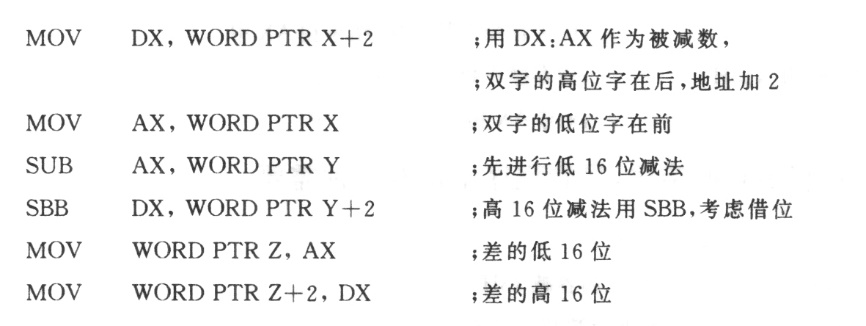 MOV DX, WORD PTR X+2 ;用 DX:AX 作为被减数,
;双字的高位字在后,地址加 2
MOV AX, WORD PTR X ;双字的低位字在前
SUB AX, WORD PTR Y ;先进行低 16 位减法
SBB DX, WORD PTR Y+2 ;高 16 位减法用 SBB,考虑借位
MOV WORD PTR Z, AX ;差的低 16 位
MOV WORD PTR Z+2, DX ;差的高 16 位